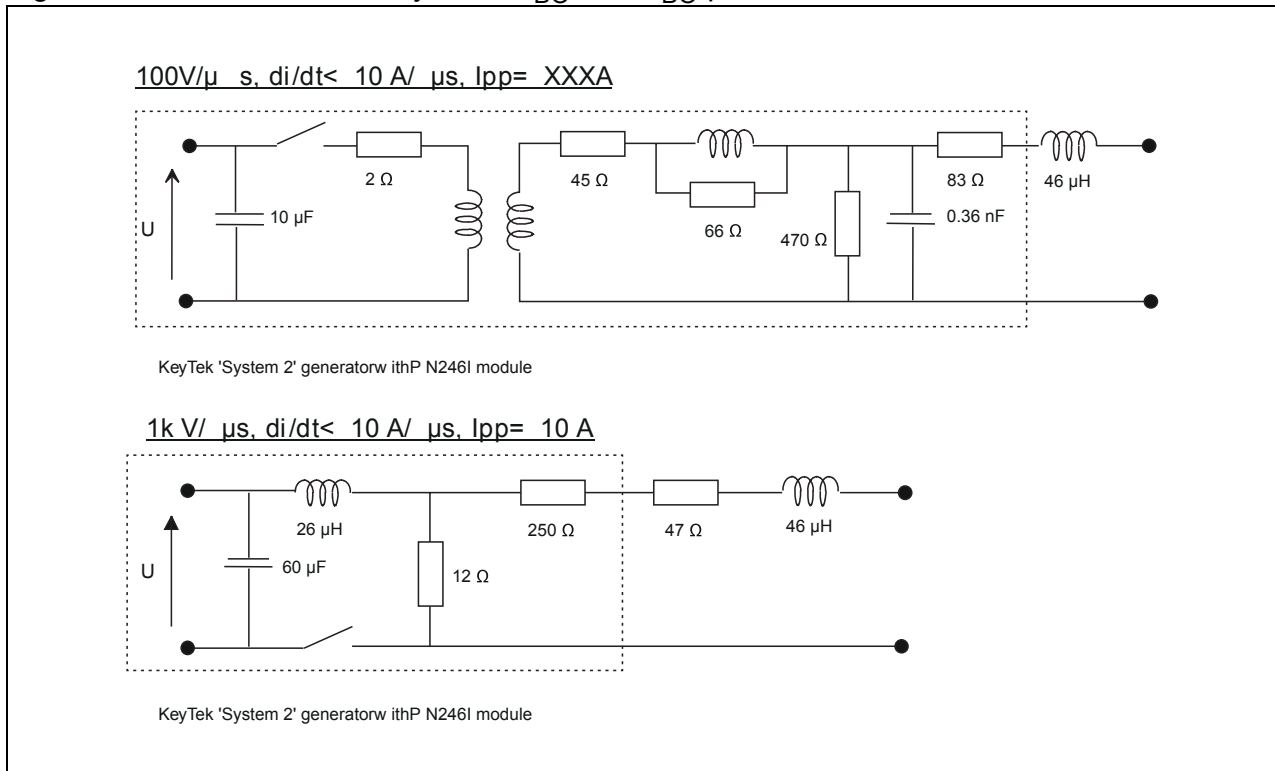 100V/µ s, di/dt< 10 A/ µs, Ipp= XXXA
U
10 µF
2 Ω
45 Ω
66 Ω
470 Ω
0.36 nF
83 Ω
46 µH
KeyTek 'System 2' generatorw ithP N246I module
1k V/ µs, di/dt< 10 A/ µs, Ipp= 10 A
U
60 µF
26 µH
12 Ω
250 Ω
47 Ω
46 µH
KeyTek 'System 2' generatorw ithP N246I module